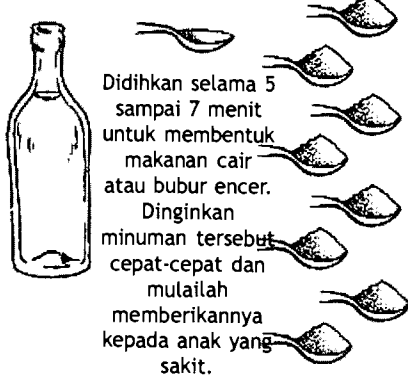 Didihkan selama 5
sampai 7 menit
untuk membentuk
makanan cair
atau bubur encer.
Dinginkan
minuman tersebut
cepat-cepat dan
mulailah
memberikannya
kepada anak yang
sakit.